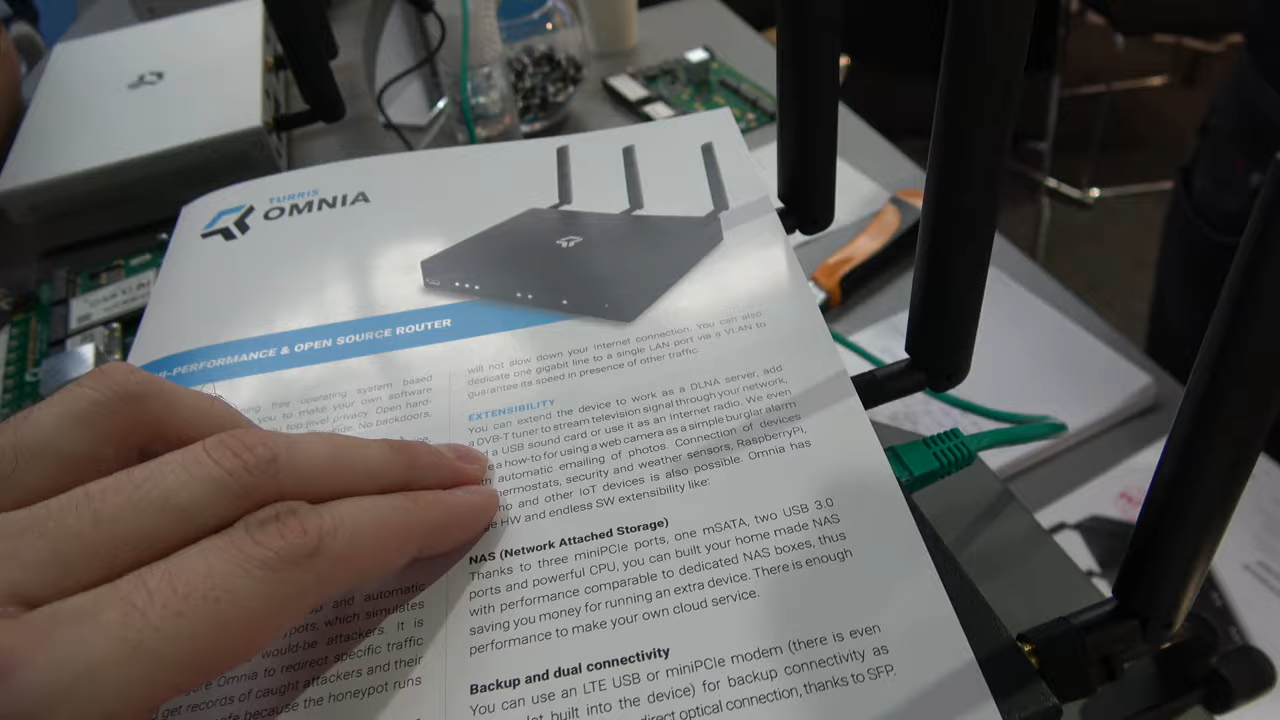 TURRIS
OMNIA
-PERFORMANCE & OPEN SOURCE ROUTER
free operating system based
you to make your own software
top level privacy. Open hard-
No backdoors,
and automatic
which simulates
would-be attackers. It is
Omnia to redirect specific traffic
get records of caught attackers and their
because the honeypot runs
will not slow down your Internet connection. You can also
dedicate one gigabit line to a single LAN port via a VLAN to
guarantee its speed in presence of other traffic.
EXTENSIBILITY
You can extend the device to work as a DLNA server, add
a DVB-T tuner to stream television signal through your network,
a USB sound card or use it as an internet radio. We even
a how-to for using a web camera as a simple burglar alarm
automatic emailing of photos. Connection of devices
thermostats, security and weather sensors, RaspberryPi,
and other IoT devices is also possible. Omnia has
HW and endless SW extensibility like:
NAS (Network Attached Storage)
Thanks to three miniPCIe ports, one mSATA, two USB 3.0
ports and powerful CPU, you can built your home made NAS
with performance comparable to dedicated NAS boxes, thus
saving you money for running an extra device. There is enough
performance to make your own cloud service.
Backup and dual connectivity
You can use an LTE USB or miniPCIe modem (there is even
slot built into the device) for backup connectivity as
direct optical connection, thanks to SFP.